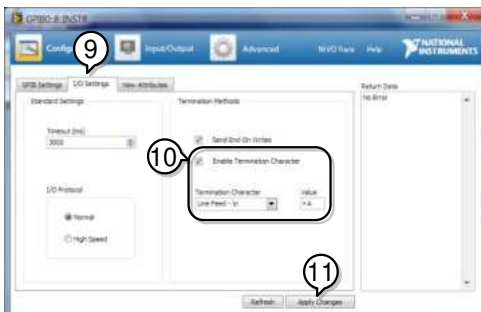 GPIB0::8::INSTR
Config
9
Input/Output
Advanced
NI I/O Trace
Help
NATIONAL
INSTRUMENTS
GPIB Settings
I/O Settings
View Attributes
Return Data
No Error
Standard Settings
Termination Methods
Timeout (ms)
3000
Send End On Writes
10
Enable Termination Character
Termination Character
Value
Line Feed - \n
I/O Protocol
Normal
High Speed
11
Refresh
Apply Changes